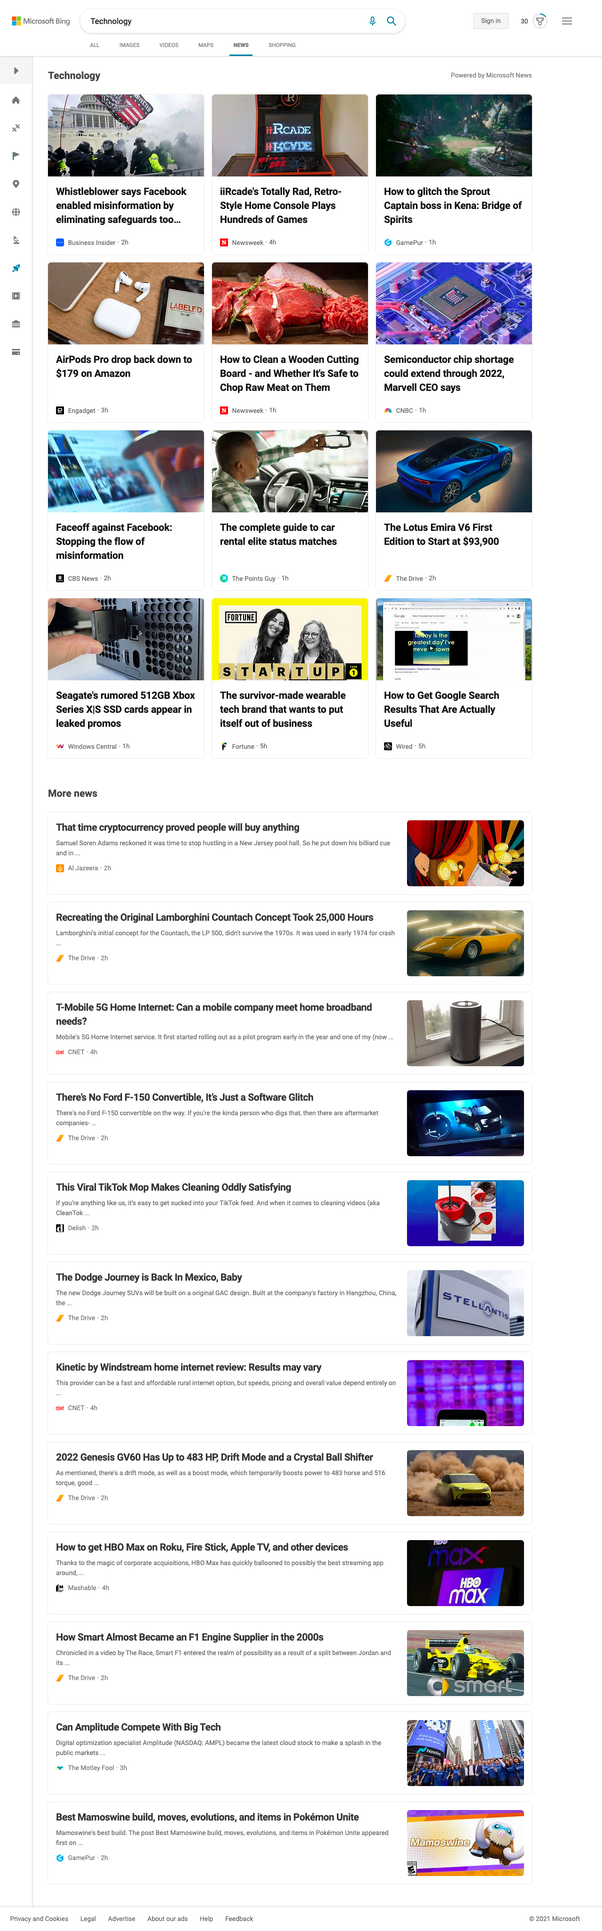 Microsoft Bing
Technology
Sign in
30
ALL
IMAGES
VIDEOS
MAPS
NEWS
SHOPPING
Technology
Powered by Microsoft News
iiRCADE
Whistleblower says Facebook
enabled misinformation by
eliminating safeguards too…
Business Insider · 2h
iiRcade's Totally Rad, Retro-
Style Home Console Plays
Hundreds of Games
Newsweek · 4h
How to glitch the Sprout
Captain boss in Kena: Bridge of
Spirits
GamePur · 1h
LABELED
AirPods Pro drop back down to
$179 on Amazon
Engadget · 3h
How to Clean a Wooden Cutting
Board - and Whether It's Safe to
Chop Raw Meat on Them
Newsweek · 1h
Semiconductor chip shortage
could extend through 2022,
Marvell CEO says
CNBC · 1h
Faceoff against Facebook:
Stopping the flow of
misinformation
CBS News · 2h
The complete guide to car
rental elite status matches
The Points Guy · 1h
The Lotus Emira V6 First
Edition to Start at $93,900
The Drive · 2h
FORTUNE
STARTUP
YEAR
1
Today is the
greatest day I've
never known
Seagate's rumored 512GB Xbox
Series X|S SSD cards appear in
leaked promos
Windows Central · 1h
The survivor-made wearable
tech brand that wants to put
itself out of business
Fortune · 5h
How to Get Google Search
Results That Are Actually
Useful
Wired · 5h
More news
That time cryptocurrency proved people will buy anything
Samuel Soren Adams reckoned it was time to stop hustling in a New Jersey pool hall. So he put down his billiard cue
and in ...
Al Jazeera · 2h
Recreating the Original Lamborghini Countach Concept Took 25,000 Hours
Lamborghini's initial concept for the Countach, the LP 500, didn't survive the 1970s. It was used in early 1974 for crash
...
The Drive · 2h
T-Mobile 5G Home Internet: Can a mobile company meet home broadband
needs?
Mobile's 5G Home Internet service. It first started rolling out as a pilot program early in the year and one of my (now ...
CNET · 4h
There's No Ford F-150 Convertible, It's Just a Software Glitch
There's no Ford F-150 convertible on the way. If you're the kinda person who digs that, then there are aftermarket
companies- ...
The Drive · 2h
This Viral TikTok Mop Makes Cleaning Oddly Satisfying
If you're anything like us, it's easy to get sucked into your TikTok feed. And when it comes to cleaning videos (aka
CleanTok ...
Delish · 2h
The Dodge Journey is Back In Mexico, Baby
The new Dodge Journey SUVs will be built on a original GAC design. Built at the company's factory in Hangzhou, China,
the ...
The Drive · 2h
STELLANTIS
Kinetic by Windstream home internet review: Results may vary
This provider can be a fast and affordable rural internet option, but speeds, pricing and overall value depend entirely on
...
CNET · 4h
2022 Genesis GV60 Has Up to 483 HP, Drift Mode and a Crystal Ball Shifter
As mentioned, there's a drift mode, as well as a boost mode, which temporarily boosts power to 483 horse and 516
torque, good ...
The Drive · 2h
How to get HBO Max on Roku, Fire Stick, Apple TV, and other devices
Thanks to the magic of corporate acquisitions, HBO Max has quickly ballooned to possibly the best streaming app
around, ...
Mashable · 4h
max
HBO
max
How Smart Almost Became an F1 Engine Supplier in the 2000s
Chronicled in a video by The Race, Smart F1 entered the realm of possibility as a result of a split between Jordan and
its ...
The Drive · 2h
smart
Can Amplitude Compete With Big Tech
Digital optimization specialist Amplitude (NASDAQ: AMPL) became the latest cloud stock to make a splash in the
public markets ...
The Motley Fool · 3h
Best Mamoswine build, moves, evolutions, and items in Pokémon Unite
Mamoswine's best build. The post Best Mamoswine build, moves, evolutions, and items in Pokémon Unite appeared
first on ...
GamePur · 2h
Mamoswine
Privacy and Cookies
Legal
Advertise
About our ads
Help
Feedback
© 2021 Microsoft